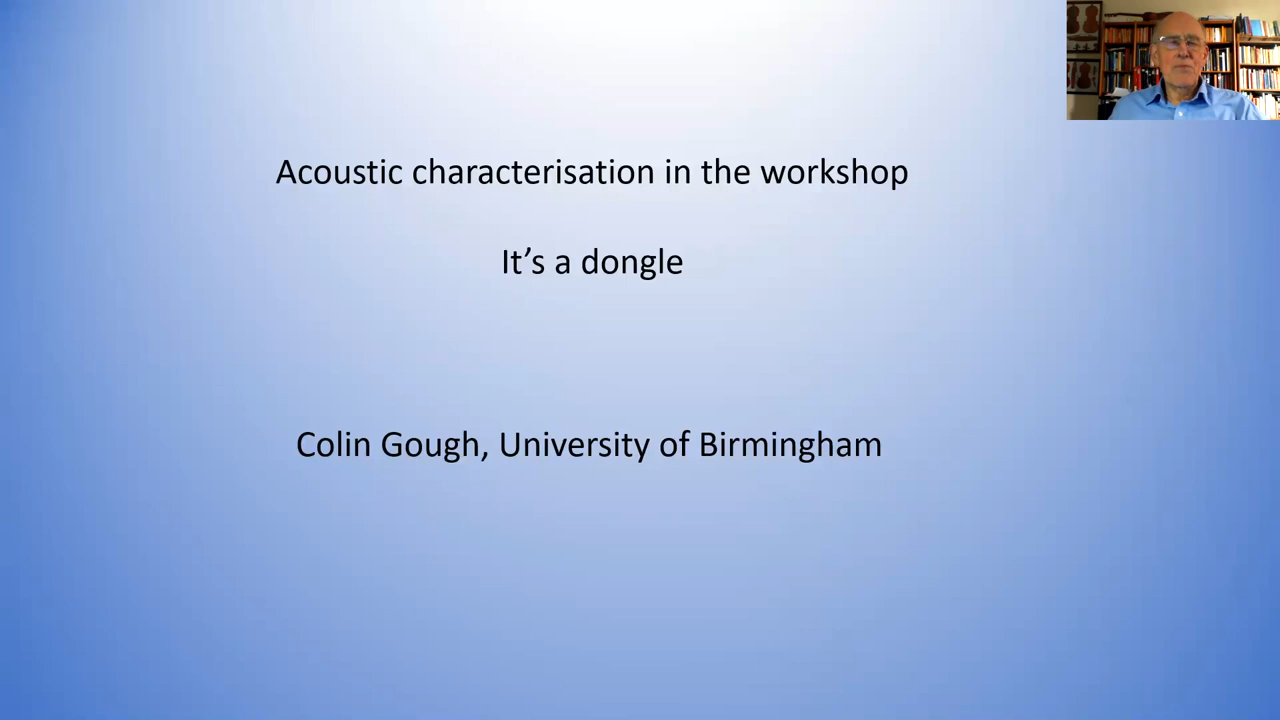 Acoustic characterisation in the workshop
It’s a dongle
Colin Gough, University of Birmingham